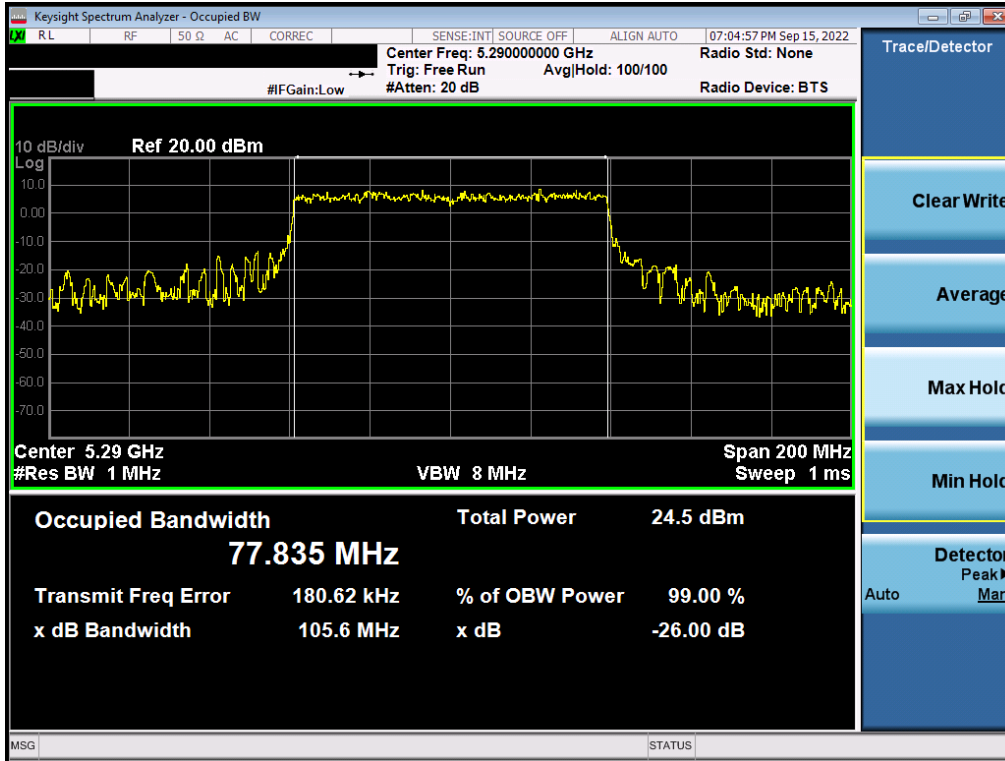 Keysight Spectrum Analyzer - Occupied BW
LXI RL RF 50 Ω AC CORREC SENSE:INT SOURCE OFF ALIGN AUTO 07:04:57 PM Sep 15, 2022
Center Freq: 5.290000000 GHz Radio Std: None
Trig: Free Run Avg|Hold: 100/100
#IFGain:Low #Atten: 20 dB Radio Device: BTS
Trace/Detector
10 dB/div Ref 20.00 dBm
Log
10.0
0.00
-10.0
-20.0
-30.0
-40.0
-50.0
-60.0
-70.0
Center 5.29 GHz Span 200 MHz
#Res BW 1 MHz VBW 8 MHz Sweep 1 ms
Occupied Bandwidth Total Power 24.5 dBm
77.835 MHz
Transmit Freq Error 180.62 kHz % of OBW Power 99.00 %
x dB Bandwidth 105.6 MHz x dB -26.00 dB
Clear Write
Average
Max Hold
Min Hold
Detector
Peak▶
Auto Man
MSG STATUS